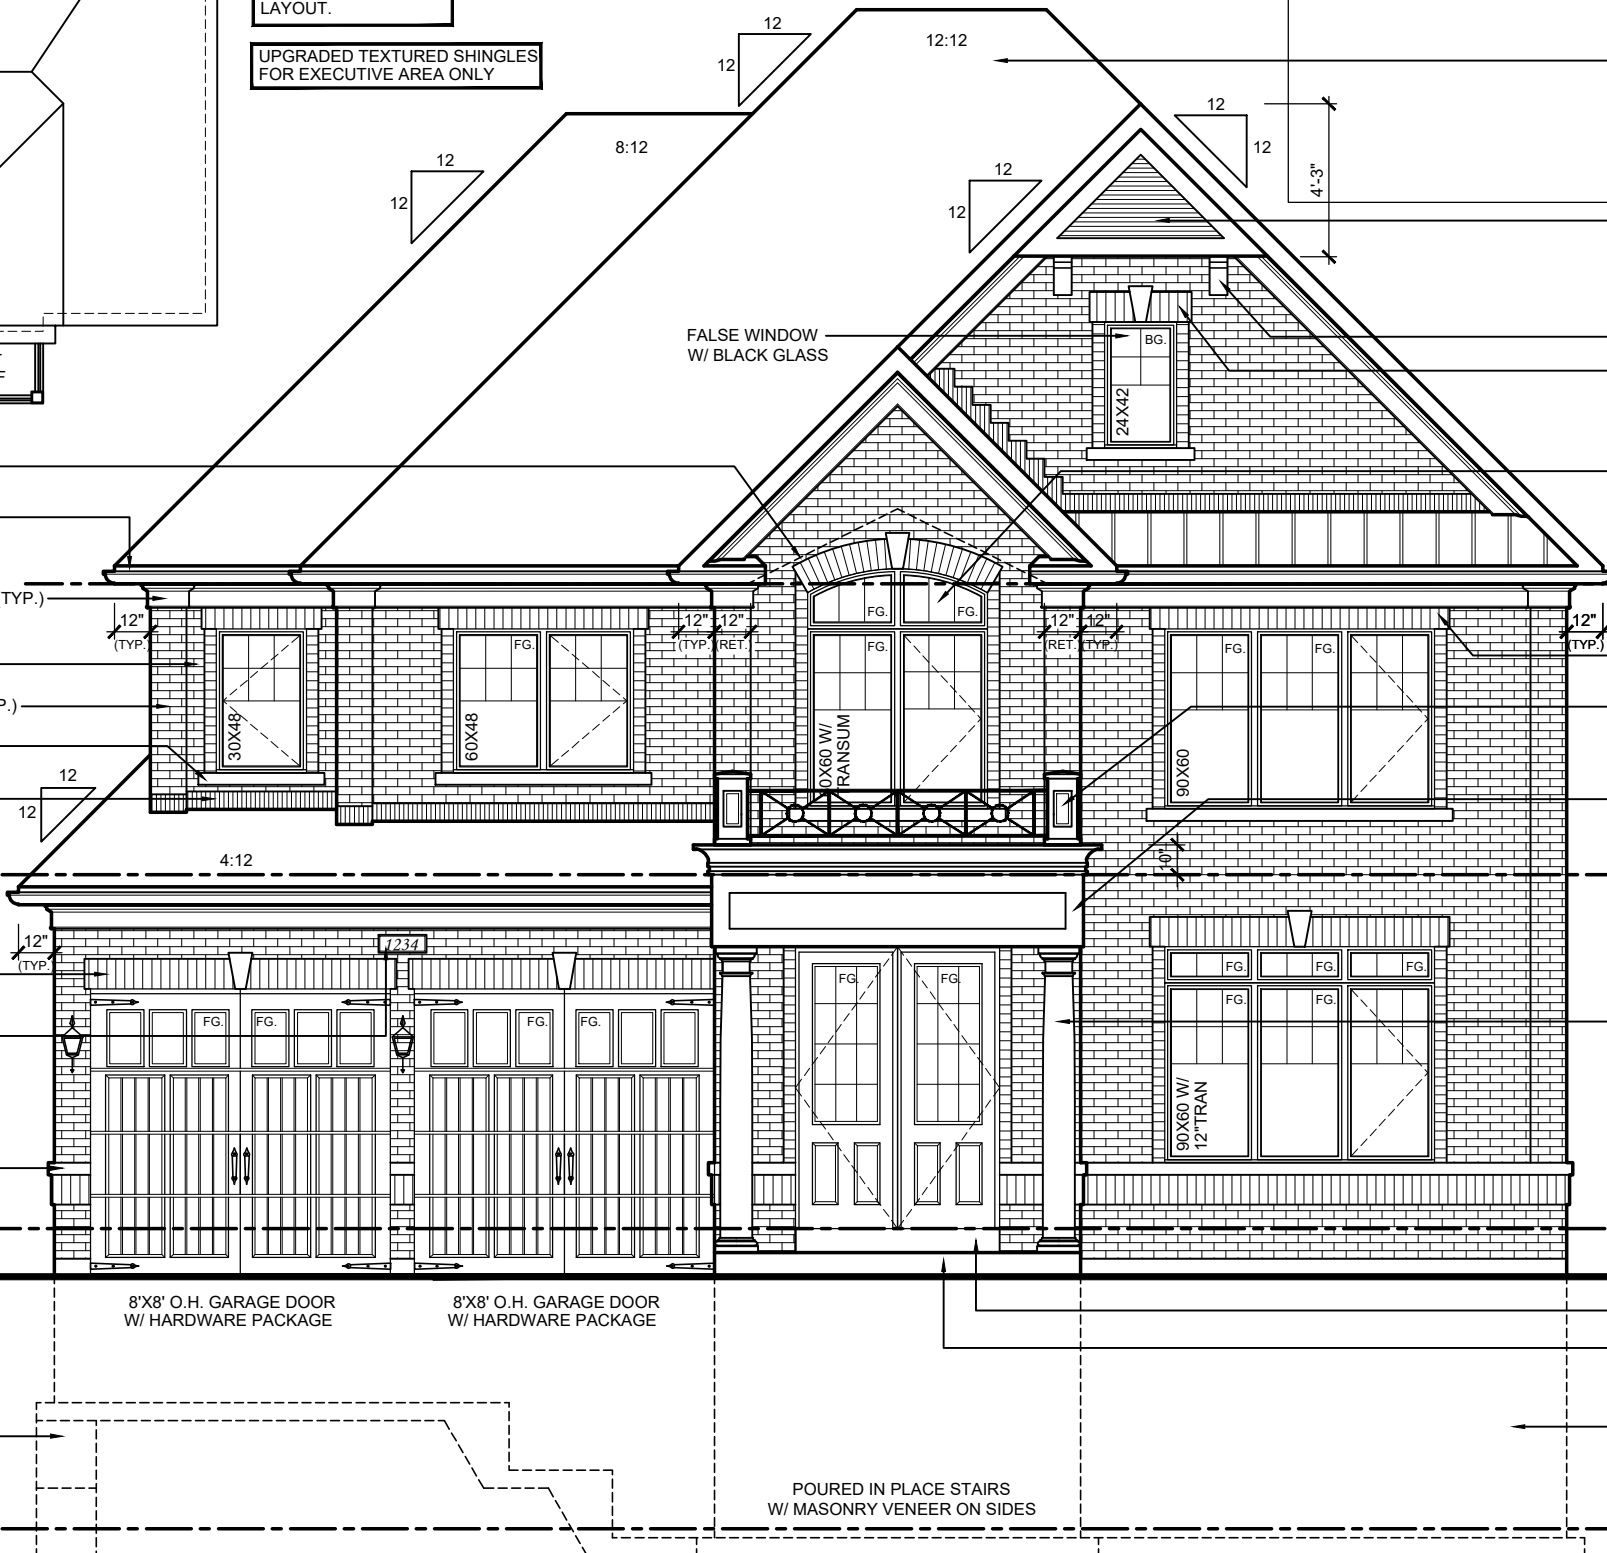 LAYOUT.
UPGRADED TEXTURED SHINGLES
FOR EXECUTIVE AREA ONLY
12
12
12:12
12
12
8:12
12
12
12
12
4'-3"
FALSE WINDOW
W/ BLACK GLASS
BG.
24X42
TYP.)
12"
(TYP.)
12"
(TYP.)
12"
(RET.)
12"
(RET.)
12"
(TYP.)
12"
(TYP.)
FG.
FG.
FG.
FG.
FG.
FG.
30X48
60X48
0X60 W/
RANSUM
90X60
P.)
12
12
4:12
10"
12"
(TYP.)
1234
FG.
FG.
FG.
FG.
FG.
FG.
FG.
FG.
FG.
FG.
FG.
90X60 W/
12"TRAN
8'X8' O.H. GARAGE DOOR
W/ HARDWARE PACKAGE
8'X8' O.H. GARAGE DOOR
W/ HARDWARE PACKAGE
POURED IN PLACE STAIRS
W/ MASONRY VENEER ON SIDES